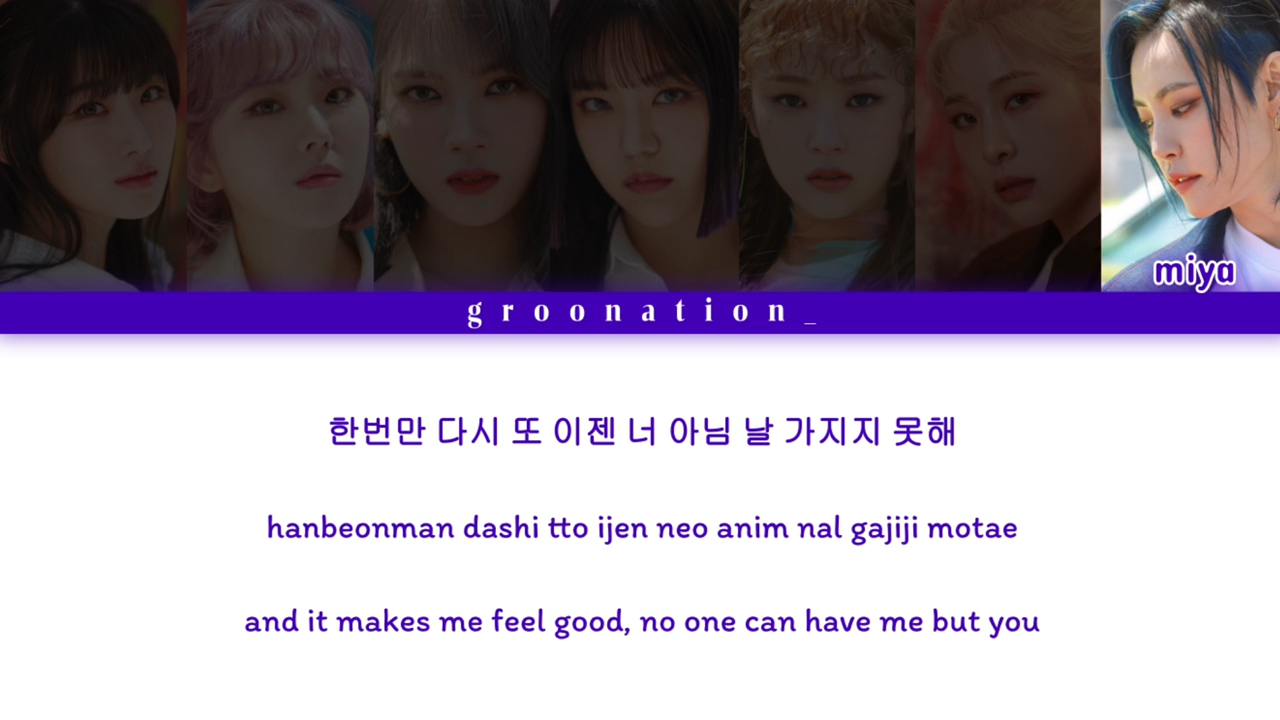 miya
groonation_
한번만 다시 또 이젠 너 아님 날 가지지 못해
hanbeonman dashi tto ijen neo anim nal gajiji motae
and it makes me feel good, no one can have me but you